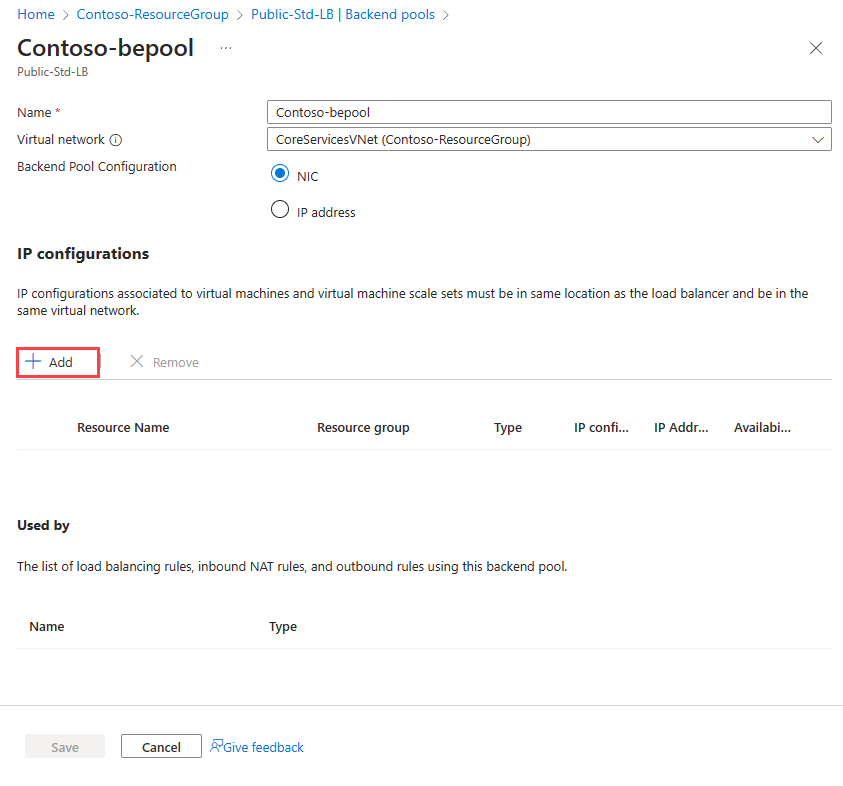 Home > Contoso-ResourceGroup > Public-Std-LB | Backend pools >
Contoso-bepool ...
Public-Std-LB
Name * Contoso-bepool
Virtual network CoreServicesVNet (Contoso-ResourceGroup)
Backend Pool Configuration
NIC
IP address
IP configurations
IP configurations associated to virtual machines and virtual machine scale sets must be in same location as the load balancer and be in the
same virtual network.
Add Remove
Resource Name Resource group Type IP confi... IP Addr... Availabi...
Used by
The list of load balancing rules, inbound NAT rules, and outbound rules using this backend pool.
Name Type
Save Cancel Give feedback